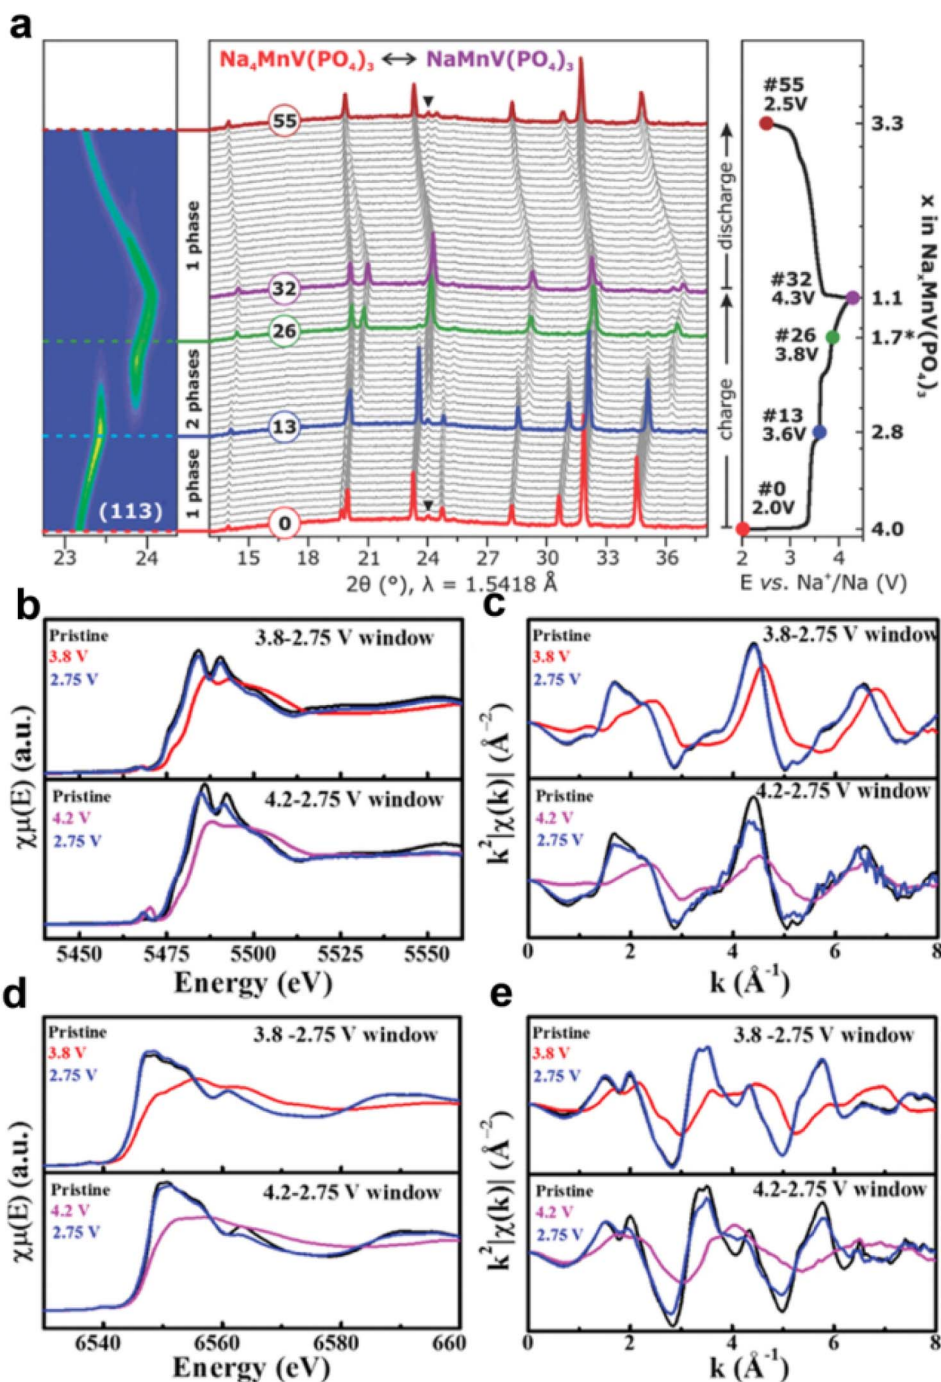 a
Na₄MnV(PO₄)₃ ↔ NaMnV(PO₄)₃
55
32
26
13
0
(113)
1 phase
2 phases
1 phase
charge
discharge
#55
2.5V
#32
4.3V
#26
3.8V
#13
3.6V
#0
2.0V
3.3
1.1
1.7*
2.8
4.0
x in NaₓMnV(PO₄)₃
23 24
15 18 21 24 27 30 33 36
2θ (°), λ = 1.5418 Å
2 3 4
E vs. Na⁺/Na (V)
b
Pristine
3.8 V
2.75 V
3.8-2.75 V window
Pristine
4.2 V
2.75 V
4.2-2.75 V window
χμ(E) (a.u.)
5450 5475 5500 5525 5550
Energy (eV)
c
Pristine
3.8 V
2.75 V
3.8-2.75 V window
Pristine
4.2 V
2.75 V
4.2-2.75 V window
k²|χ(k)| (Å⁻²)
0 2 4 6 8
k (Å⁻¹)
d
Pristine
3.8 V
2.75 V
3.8 -2.75 V window
Pristine
4.2 V
2.75 V
4.2-2.75 V window
χμ(E) (a.u.)
6540 6560 6580 6600
Energy (eV)
e
Pristine
3.8 V
2.75 V
3.8-2.75 V window
Pristine
4.2 V
2.75 V
4.2-2.75 V window
k²|χ(k)| (Å⁻²)
0 2 4 6 8
k (Å⁻¹)